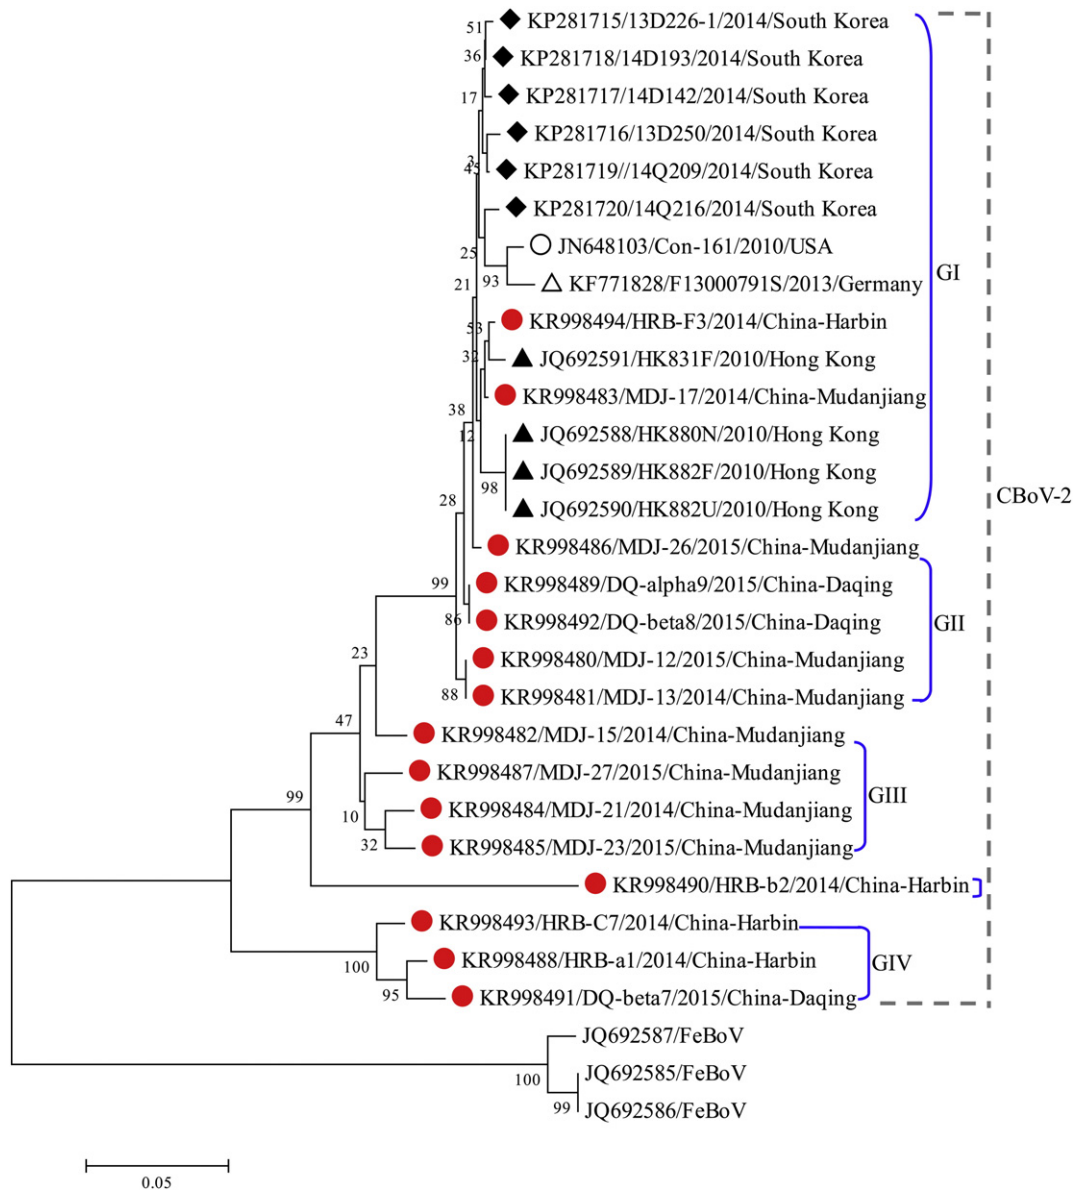 51
KP281715/13D226-1/2014/South Korea
36
KP281718/14D193/2014/South Korea
17
KP281717/14D142/2014/South Korea
KP281716/13D250/2014/South Korea
3
45
KP281719//14Q209/2014/South Korea
KP281720/14Q216/2014/South Korea
25
JN648103/Con-161/2010/USA
GI
21
93
KF771828/F13000791S/2013/Germany
53
KR998494/HRB-F3/2014/China-Harbin
32
JQ692591/HK831F/2010/Hong Kong
KR998483/MDJ-17/2014/China-Mudanjiang
38
12
JQ692588/HK880N/2010/Hong Kong
JQ692589/HK882F/2010/Hong Kong
98
CBoV-2
28
JQ692590/HK882U/2010/Hong Kong
KR998486/MDJ-26/2015/China-Mudanjiang
99
KR998489/DQ-alpha9/2015/China-Daqing
86
KR998492/DQ-beta8/2015/China-Daqing
GII
23
KR998480/MDJ-12/2015/China-Mudanjiang
88
KR998481/MDJ-13/2014/China-Mudanjiang
47
KR998482/MDJ-15/2014/China-Mudanjiang
KR998487/MDJ-27/2015/China-Mudanjiang
99
GIII
10
KR998484/MDJ-21/2014/China-Mudanjiang
32
KR998485/MDJ-23/2015/China-Mudanjiang
KR998490/HRB-b2/2014/China-Harbin
KR998493/HRB-C7/2014/China-Harbin
100
KR998488/HRB-a1/2014/China-Harbin
GIV
95
KR998491/DQ-beta7/2015/China-Daqing
JQ692587/FeBoV
100
JQ692585/FeBoV
99
JQ692586/FeBoV
0.05